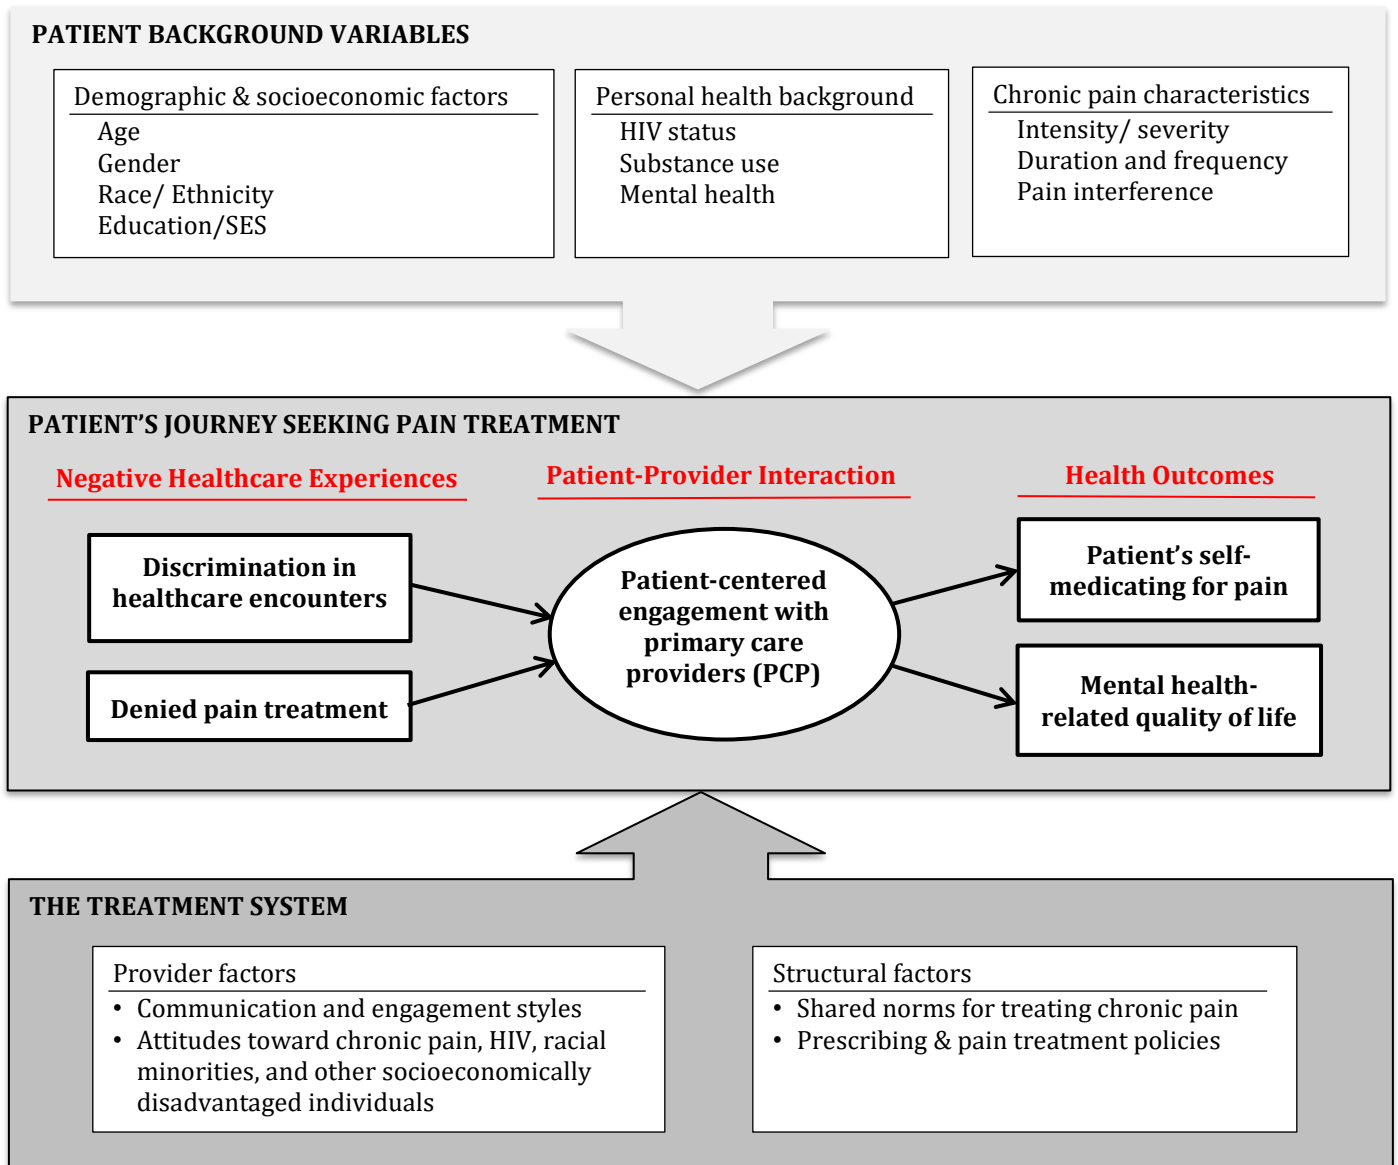 PATIENT BACKGROUND VARIABLES
Demographic & socioeconomic factors
Age
Gender
Race/ Ethnicity
Education/SES
Personal health background
HIV status
Substance use
Mental health
Chronic pain characteristics
Intensity/ severity
Duration and frequency
Pain interference
PATIENT'S JOURNEY SEEKING PAIN TREATMENT
Negative Healthcare Experiences
Discrimination in
healthcare encounters
Denied pain treatment
Patient-Provider Interaction
Patient-centered
engagement with
primary care
providers (PCP)
Health Outcomes
Patient's self-
medicating for pain
Mental health-
related quality of life
THE TREATMENT SYSTEM
Provider factors
• Communication and engagement styles
• Attitudes toward chronic pain, HIV, racial
minorities, and other socioeconomically
disadvantaged individuals
Structural factors
• Shared norms for treating chronic pain
• Prescribing & pain treatment policies